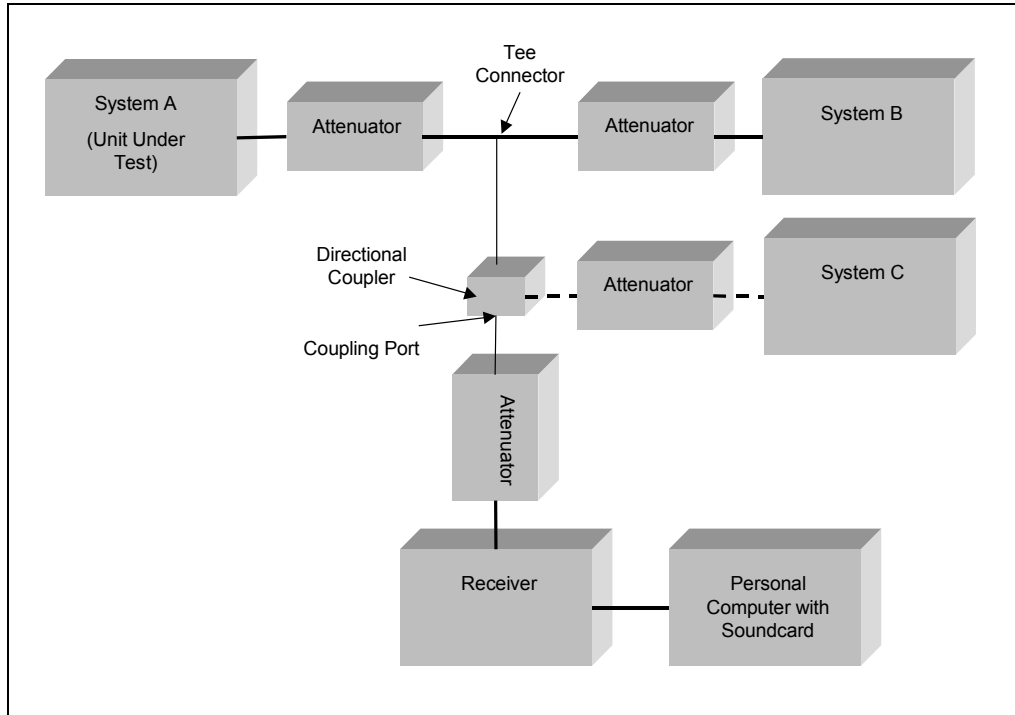 Tee
Connector
System A
(Unit Under
Test)
Attenuator
Attenuator
System B
Directional
Coupler
Attenuator
System C
Coupling Port
Attenuator
Receiver
Personal
Computer with
Soundcard